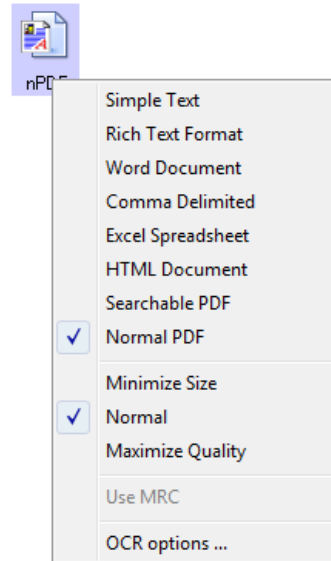 nPDF
Simple Text
Rich Text Format
Word Document
Comma Delimited
Excel Spreadsheet
HTML Document
Searchable PDF
Normal PDF
Minimize Size
Normal
Maximize Quality
Use MRC
OCR options ...